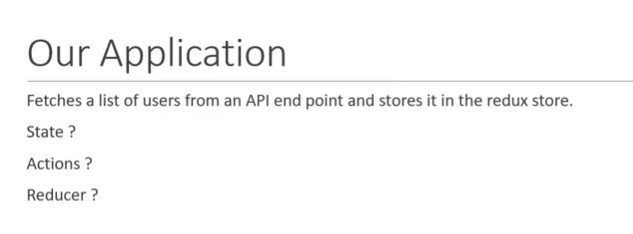 Our Application
Fetches a list of users from an API end point and stores it in the redux store.
State ?
Actions ?
Reducer ?